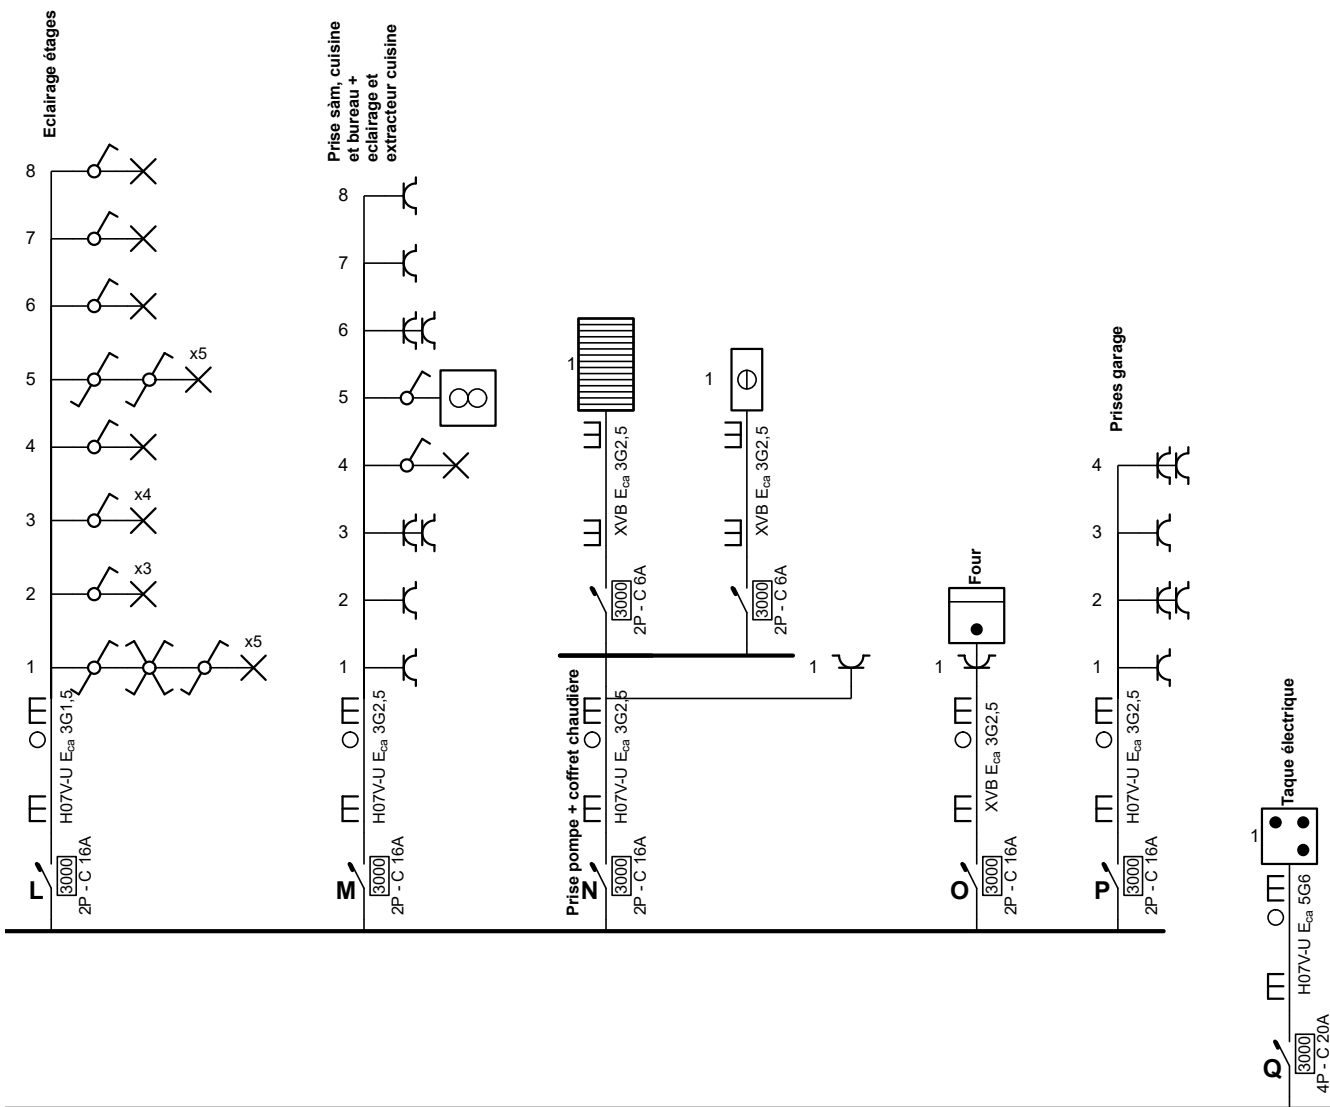 Eclairage étages
8
7
6
5
x5
4
3
x4
2
x3
1
x5
H07V-U Eca 3G1,5
L
3000
2P - C 16A
Prise sàm, cuisine
et bureau +
eclairage et
extracteur cuisine
8
7
6
5
4
3
2
1
H07V-U Eca 3G2,5
M
3000
2P - C 16A
1
XVB Eca 3G2,5
3000
2P - C 6A
1
XVB Eca 3G2,5
3000
2P - C 6A
1
Prise pompe + coffret chaudière
H07V-U Eca 3G2,5
N
3000
2P - C 16A
Four
1
XVB Eca 3G2,5
O
3000
2P - C 16A
Prises garage
4
3
2
1
H07V-U Eca 3G2,5
P
3000
2P - C 16A
Taque électrique
1
H07V-U Eca 5G6
Q
3000
4P - C 20A